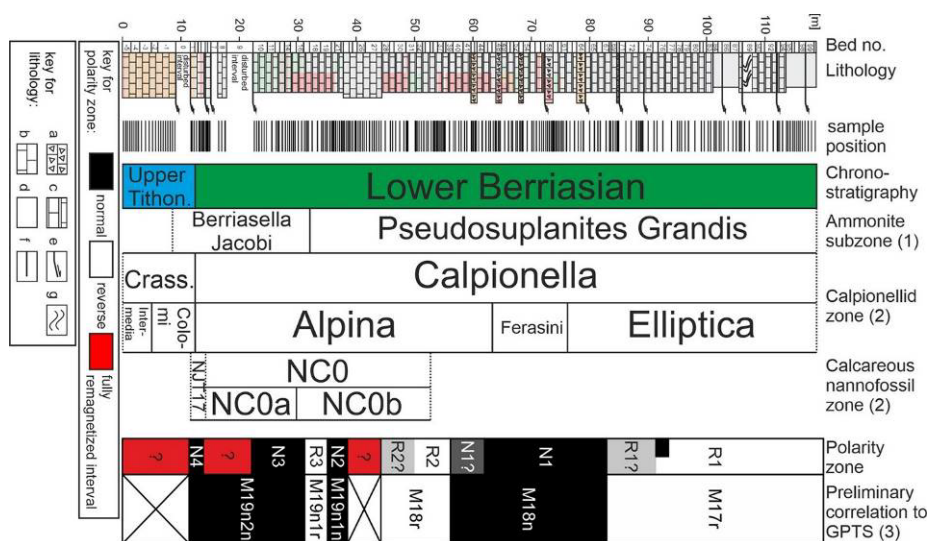 0 10 20 30 40 50 60 70 80 90 100 110 [m]
Bed no.
Lithology
disturbed interval
disturbed interval
sample
position
Upper
Tithon.
Lower Berriasian
Chrono-
stratigraphy
Berriasella
Jacobi
Pseudosuplanites Grandis
Ammonite
subzone (1)
Crass.
Calpionella
Calpionellid
zone (2)
Inter-
media
Colo-
mi
Alpina
Ferasini
Elliptica
NJT17
NC0
NC0a
NC0b
Calcareous
nannofossil
zone (2)
? N4 ? N3 R3 N2 ? R2? R2 N1? N1 R1? R1
Polarity
zone
M19n2n M19n1r M19n1n M18r M18n M17r
Preliminary
correlation to
GPTS (3)
key for
polarity zone:
normal
reverse
fully
remagnetized interval
key for
lithology:
a
b
c
d
e
f
g